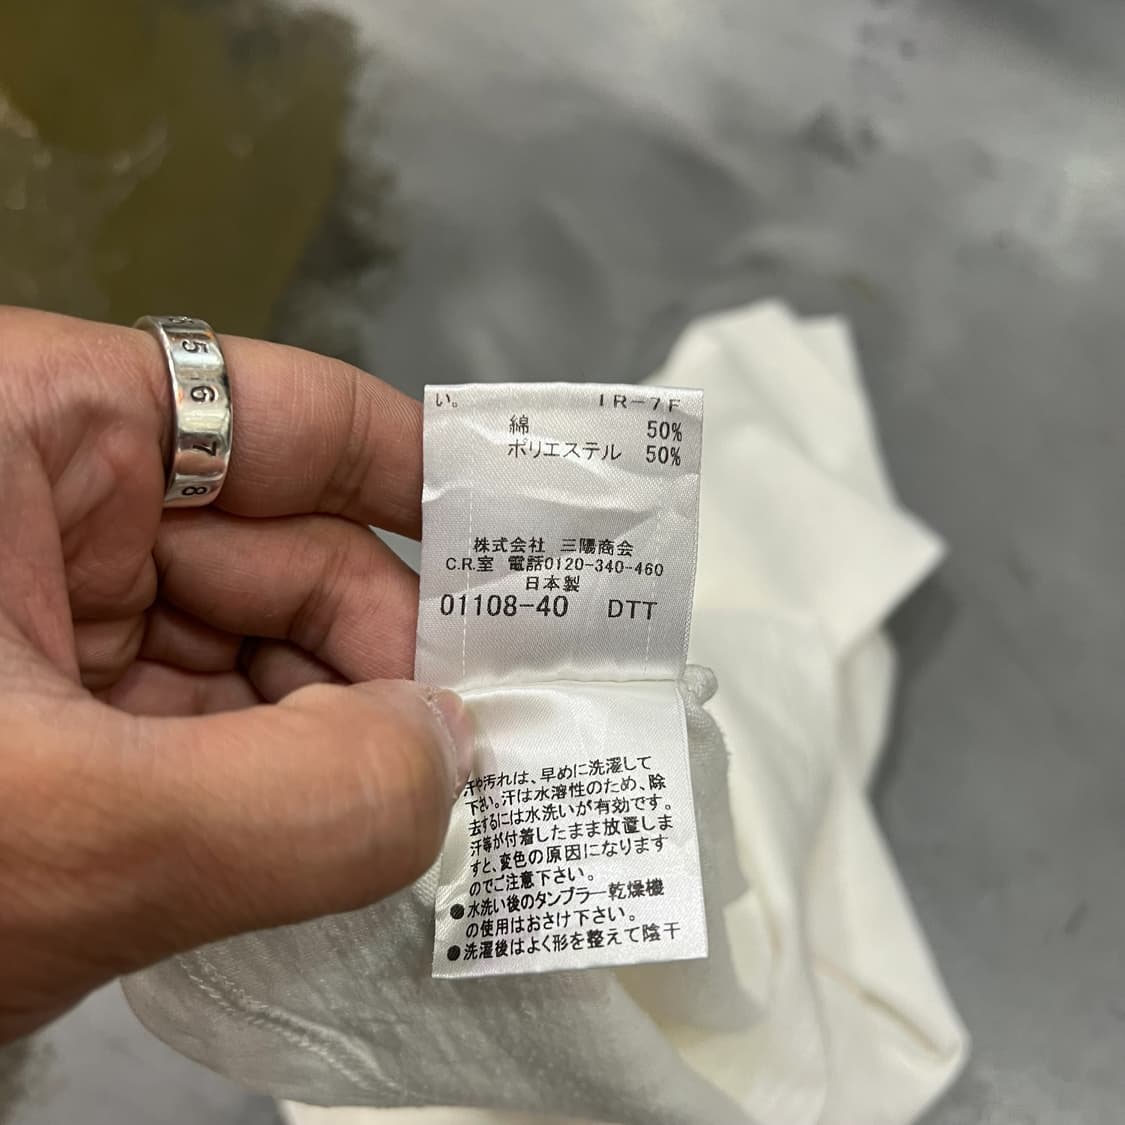 い。 IR-7F
綿 50%
ポリエステル 50%
株式会社 三陽商会
C.R.室 電話0120-340-460
日本製
01108-40 DTT
汗や汚れは、早めに洗濯して
下さい。汗は水溶性のため、除
去するには水洗いが有効です。
汗等が付着したまま放置しま
すと、変色の原因になります
のでご注意下さい。
●水洗い後のタンブラー乾燥機
の使用はおさけ下さい。
●洗濯後はよく形を整えて陰干
5
6
7
8